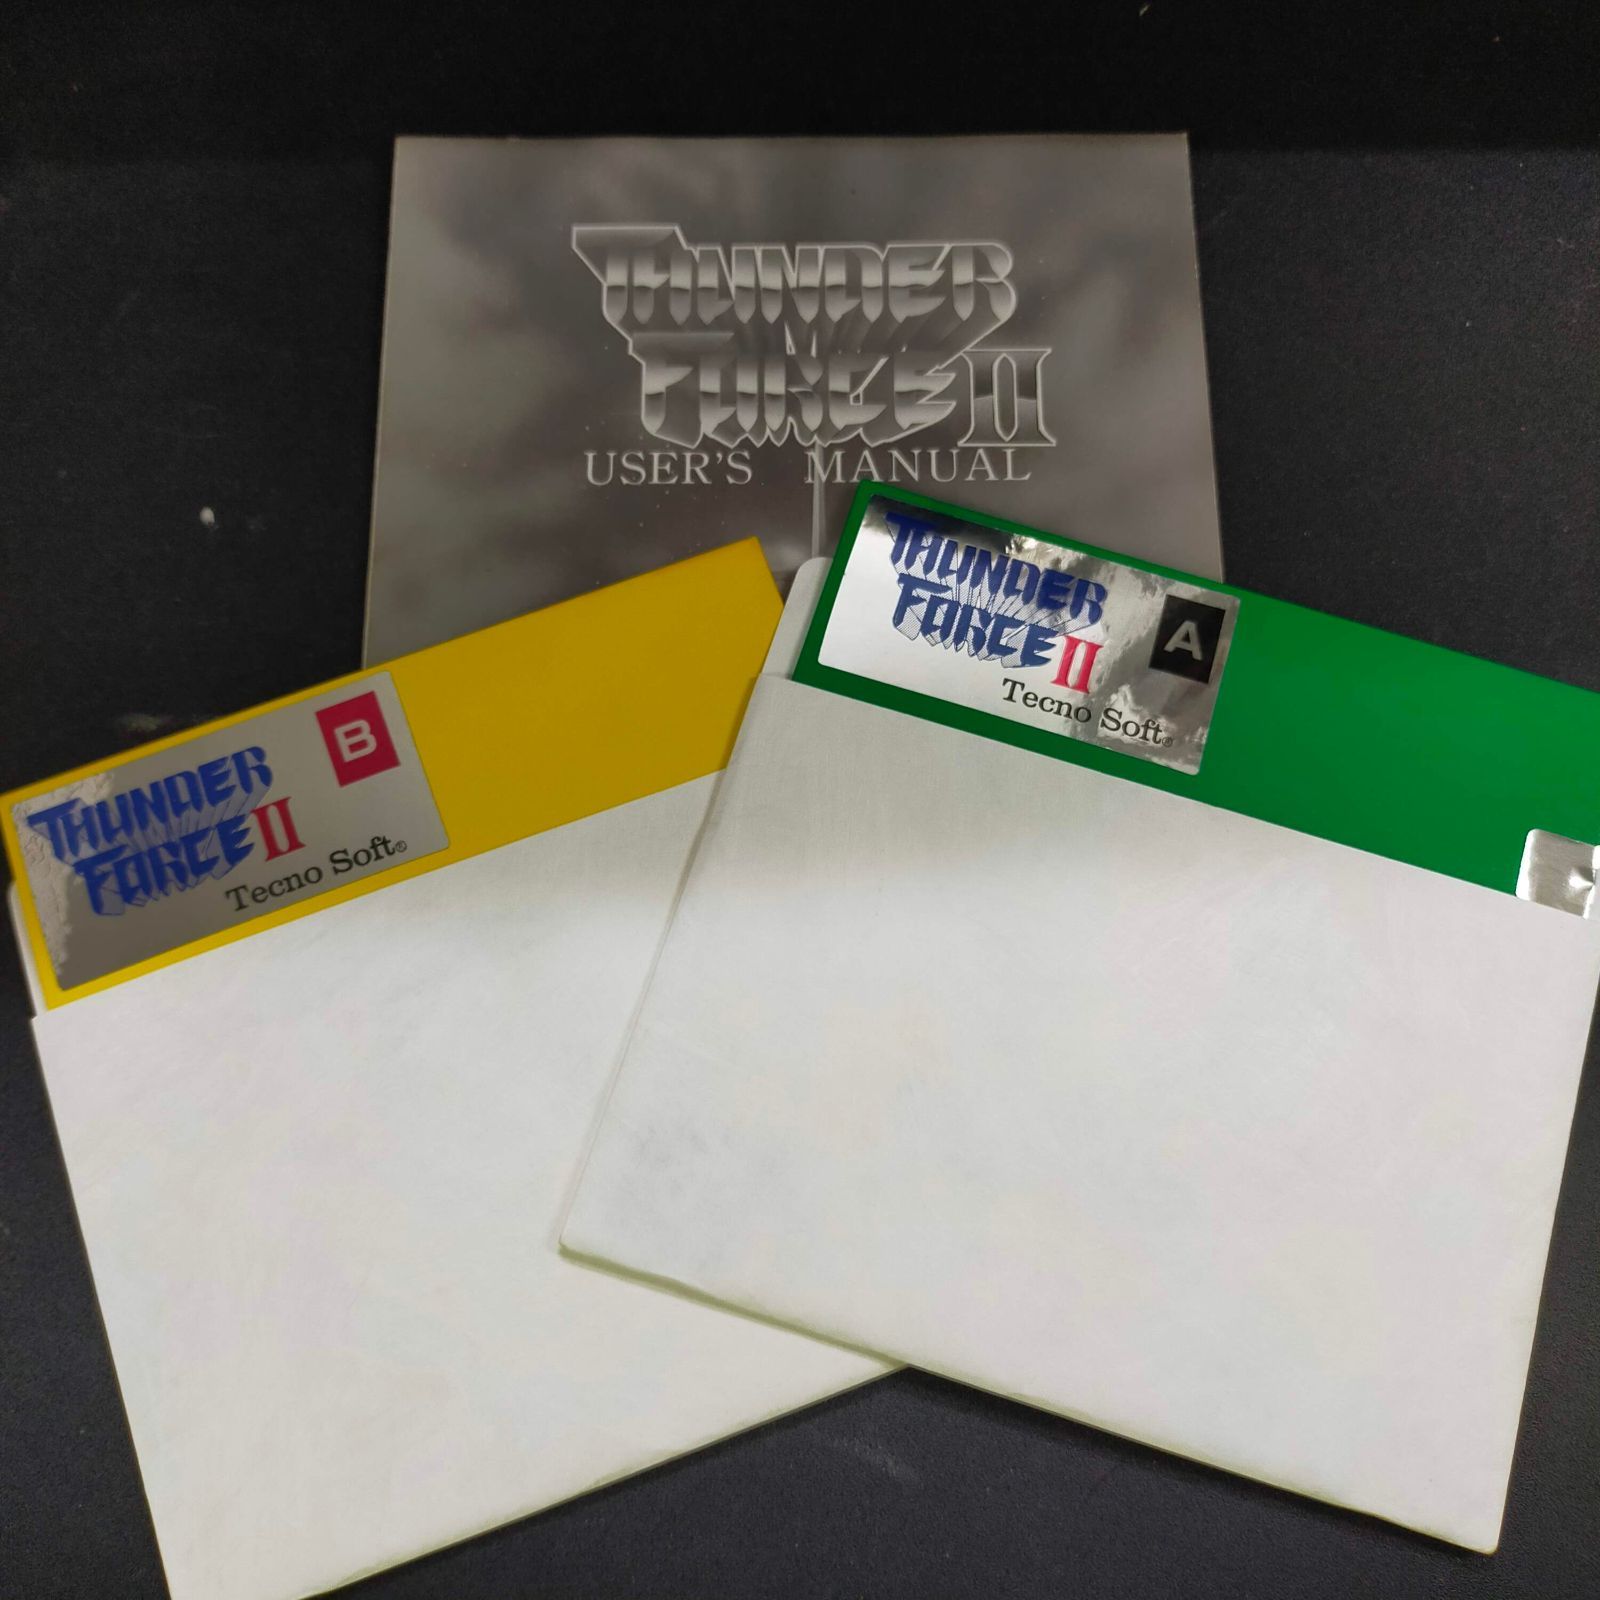 THUNDER
FORCE II
USER'S MANUAL
THUNDER
FORCE II
A
Tecno Soft®
B
THUNDER
FORCE II
Tecno Soft®